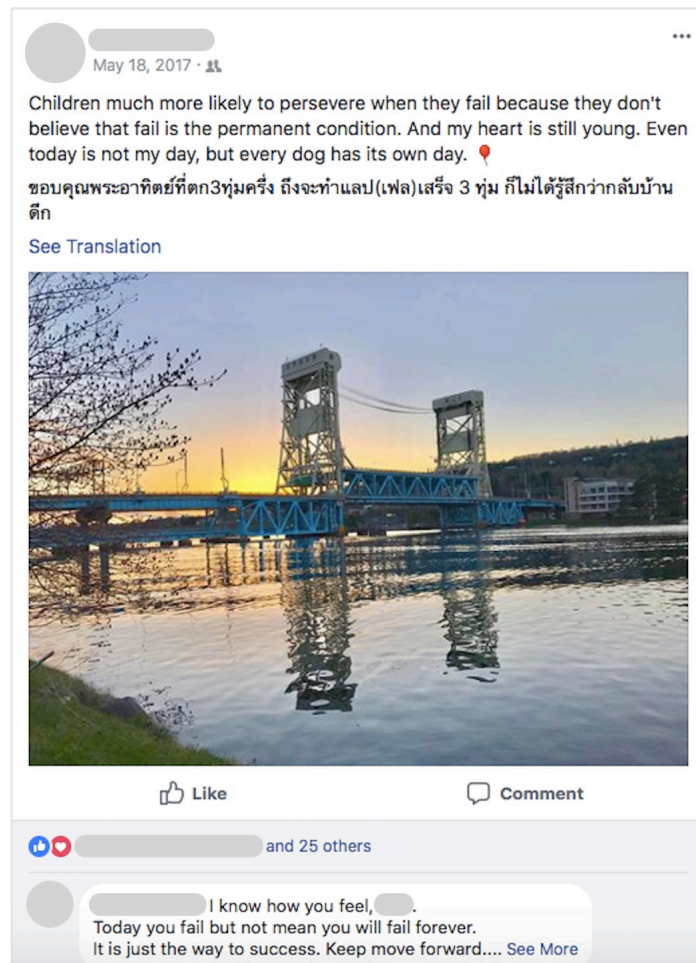 May 18, 2017 ·
Children much more likely to persevere when they fail because they don't
believe that fail is the permanent condition. And my heart is still young. Even
today is not my day, but every dog has its own day. 🎈
ขอบคุณพระอาทิตย์ที่ตก3ทุ่มครึ่ง ถึงจะทำแลป(เฟล)เสร็จ 3 ทุ่ม ก็ไม่ได้รู้สึกว่ากลับบ้าน
ดึก
See Translation
Like Comment
and 25 others
I know how you feel, .
Today you fail but not mean you will fail forever.
It is just the way to success. Keep move forward.... See More